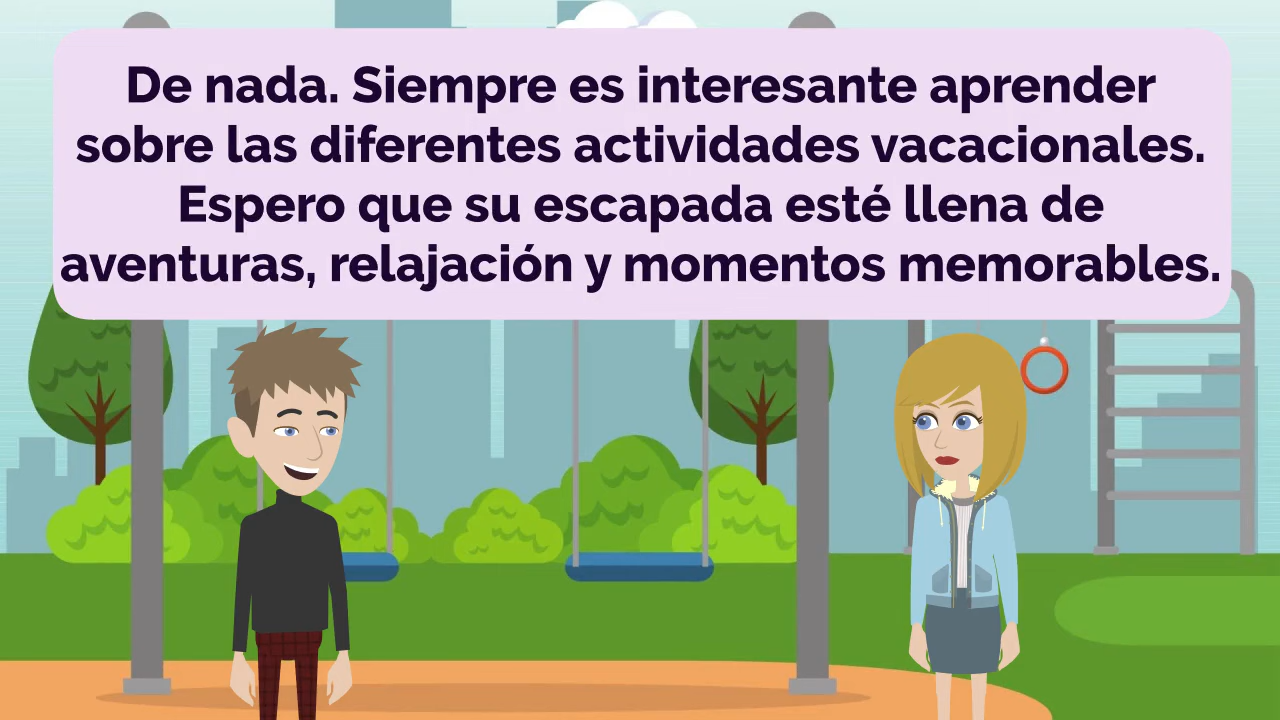 De nada. Siempre es interesante aprender
sobre las diferentes actividades vacacionales.
Espero que su escapada esté llena de
aventuras, relajación y momentos memorables.